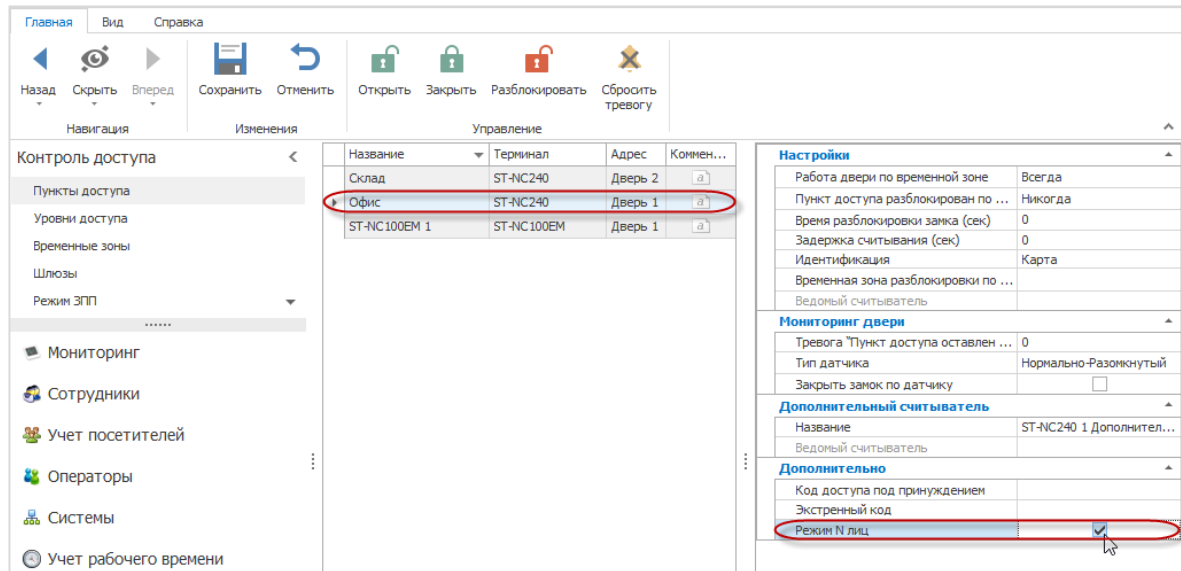 Главная Вид Справка
Назад Скрыть Вперед Сохранить Отменить Открыть Закрыть Разблокировать Сбросить
тревогу
Навигация Изменения Управление
Контроль доступа
Пункты доступа
Уровни доступа
Временные зоны
Шлюзы
Режим ЗПП
Мониторинг
Сотрудники
Учет посетителей
Операторы
Системы
Учет рабочего времени
Название Терминал Адрес Коммен...
Склад ST-NC240 Дверь 2 a
Офис ST-NC240 Дверь 1 a
ST-NC100EM 1 ST-NC100EM Дверь 1 a
Настройки
Работа двери по временной зоне Всегда
Пункт доступа разблокирован по ... Никогда
Время разблокировки замка (сек) 0
Задержка считывания (сек) 0
Идентификация Карта
Временная зона разблокировки по ...
Ведомый считыватель
Мониторинг двери
Тревога "Пункт доступа оставлен ... 0
Тип датчика Нормально-Разомкнутый
Закрыть замок по датчику
Дополнительный считыватель
Название ST-NC240 1 Дополнител...
Ведомый считыватель
Дополнительно
Код доступа под принуждением
Экстренный код
Режим N лиц